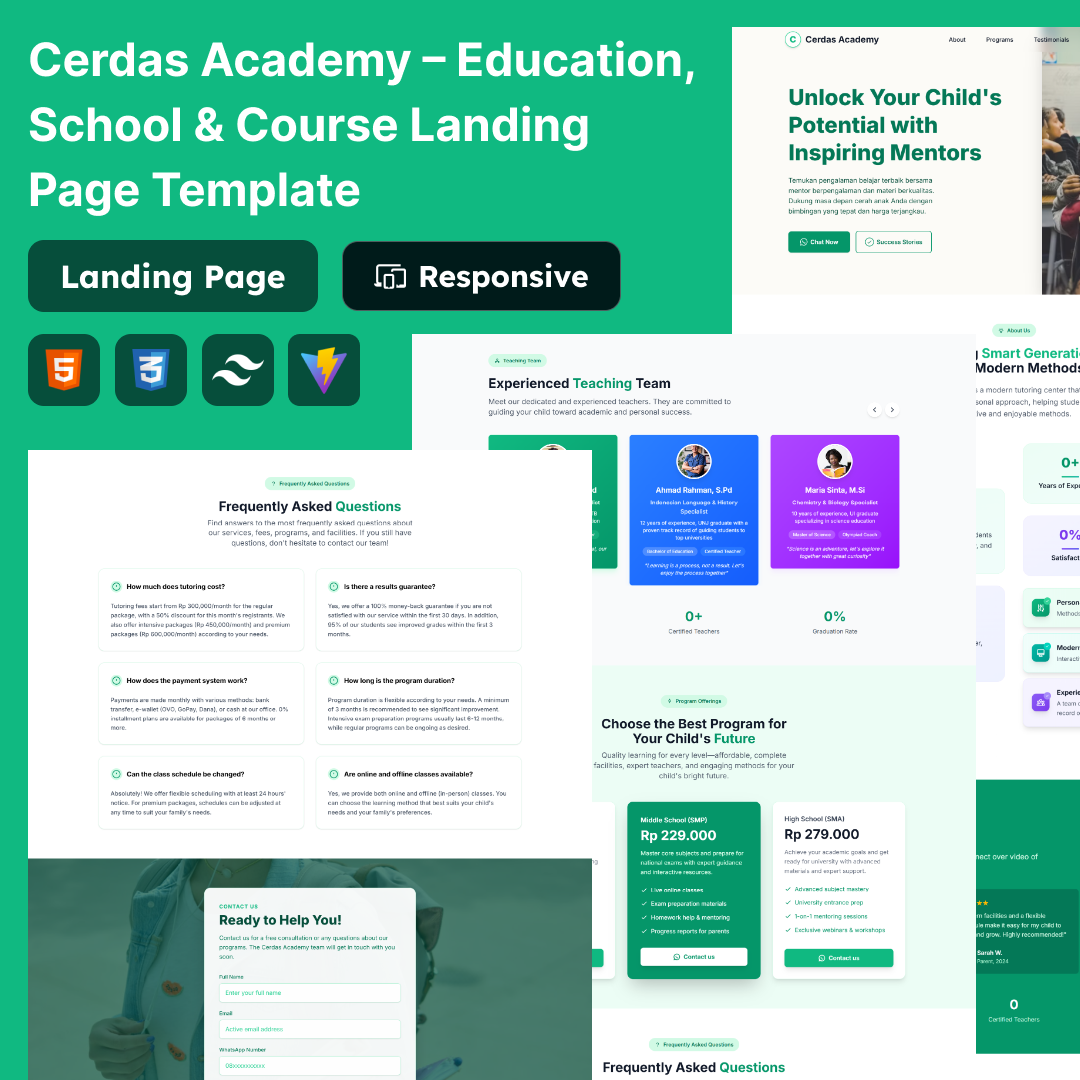 Cerdas Academy – Education,
School & Course Landing
Page Template
Landing Page
Responsive
C Cerdas Academy
About Programs Testimonials
Unlock Your Child's
Potential with
Inspiring Mentors
Temukan pengalaman belajar terbaik bersama
mentor berpengalaman dan materi berkualitas.
Dukung masa depan cerah anak Anda dengan
bimbingan yang tepat dan harga terjangkau.
Chat Now
Success Stories
About Us
Smart Generati
Modern Methods
s a modern tutoring center that
sonal approach, helping stude
ive and enjoyable methods.
0+
Years of Expe
0%
Satisfact
dents
, and
Persona
Methods
Modern
Interacti
Experie
A team o
record o
nect over video of
m facilities and a flexible
ule make it easy for my child to
nd grow. Highly recommended!"
Sarah W.
Parent, 2024
0
Certified Teachers
Teaching Team
Experienced Teaching Team
Meet our dedicated and experienced teachers. They are committed to
guiding your child toward academic and personal success.
Ahmad Rahman, S.Pd
Indonesian Language & History
Specialist
12 years of experience, UNJ graduate with a
proven track record of guiding students to
top universities
Bachelor of Education Certified Teacher
"Learning is a process, not a result. Let's
enjoy the process together"
Maria Sinta, M.Si
Chemistry & Biology Specialist
10 years of experience, UI graduate
specializing in science education
Master of Science Olympiad Coach
"Science is an adventure, let's explore it
together with great curiosity"
0+
Certified Teachers
0%
Graduation Rate
Program Offerings
Choose the Best Program for
Your Child's Future
Quality learning for every level—affordable, complete
facilities, expert teachers, and engaging methods for your
child's bright future.
Middle School (SMP)
Rp 229.000
Master core subjects and prepare for
national exams with expert guidance
and interactive resources.
Live online classes
Exam preparation materials
Homework help & mentoring
Progress reports for parents
Contact us
High School (SMA)
Rp 279.000
Achieve your academic goals and get
ready for university with advanced
materials and expert support.
Advanced subject mastery
University entrance prep
1-on-1 mentoring sessions
Exclusive webinars & workshops
Contact us
? Frequently Asked Questions
Frequently Asked Questions
? Frequently Asked Questions
Frequently Asked Questions
Find answers to the most frequently asked questions about
our services, fees, programs, and facilities. If you still have
questions, don't hesitate to contact our team!
How much does tutoring cost?
Tutoring fees start from Rp 300,000/month for the regular
package, with a 50% discount for this month's registrants. We
also offer intensive packages (Rp 450,000/month) and premium
packages (Rp 600,000/month) according to your needs.
Is there a results guarantee?
Yes, we offer a 100% money-back guarantee if you are not
satisfied with our service within the first 30 days. In addition,
95% of our students see improved grades within the first 3
months.
How does the payment system work?
Payments are made monthly with various methods: bank
transfer, e-wallet (OVO, GoPay, Dana), or cash at our office. 0%
installment plans are available for packages of 6 months or
more.
How long is the program duration?
Program duration is flexible according to your needs. A minimum
of 3 months is recommended to see significant improvement.
Intensive exam preparation programs usually last 6-12 months,
while regular programs can be ongoing as desired.
Can the class schedule be changed?
Absolutely! We offer flexible scheduling with at least 24 hours'
notice. For premium packages, schedules can be adjusted at
any time to suit your family's needs.
Are online and offline classes available?
Yes, we provide both online and offline (in-person) classes. You
can choose the learning method that best suits your child's
needs and your family's preferences.
CONTACT US
Ready to Help You!
Contact us for a free consultation or any questions about our
programs. The Cerdas Academy team will get in touch with you
soon.
Full Name
Enter your full name
Email
Active email address
WhatsApp Number
08xxxxxxxxxx